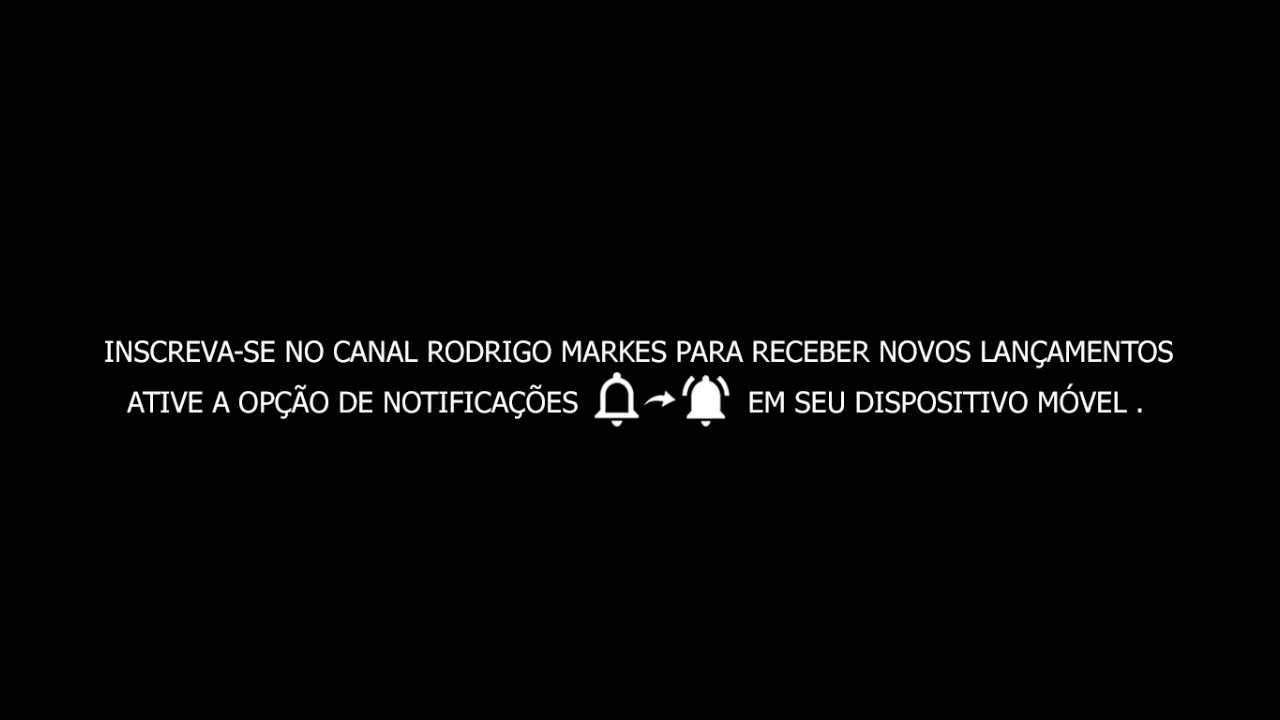 INSCREVA-SE NO CANAL RODRIGO MARKES PARA RECEBER NOVOS LANÇAMENTOS
ATIVE A OPÇÃO DE NOTIFICAÇÕES EM SEU DISPOSITIVO MÓVEL .